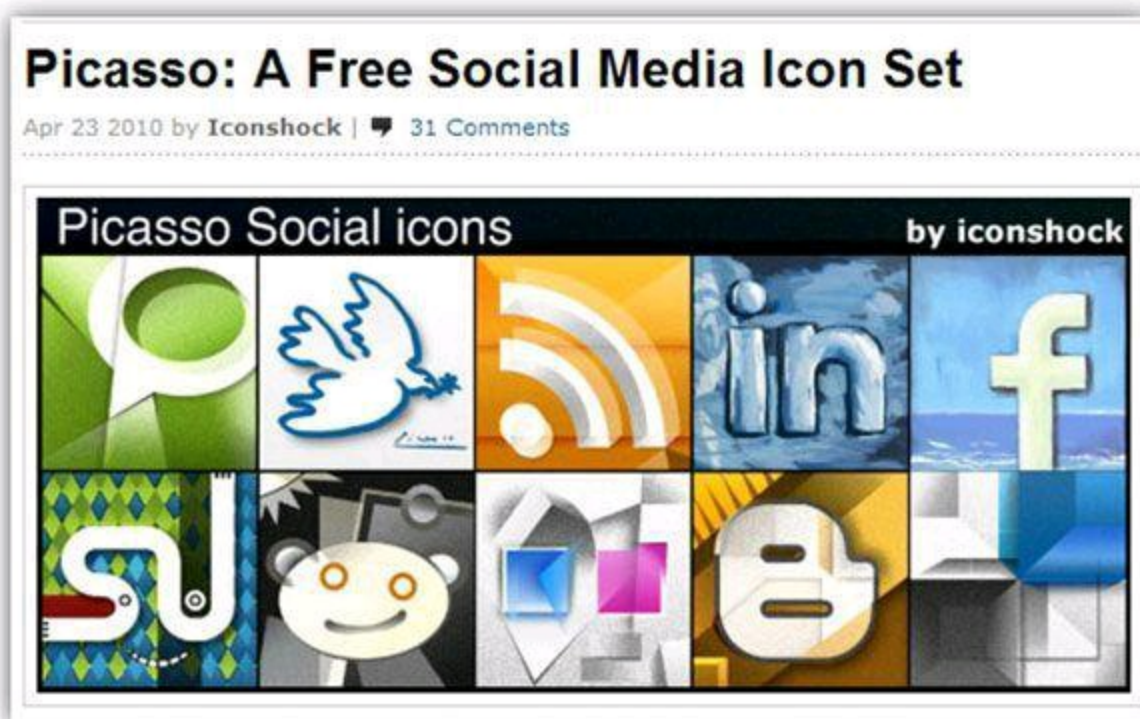 Picasso: A Free Social Media Icon Set
Apr 23 2010 by Iconshock | 31 Comments
Picasso Social icons
by iconshock
in
f